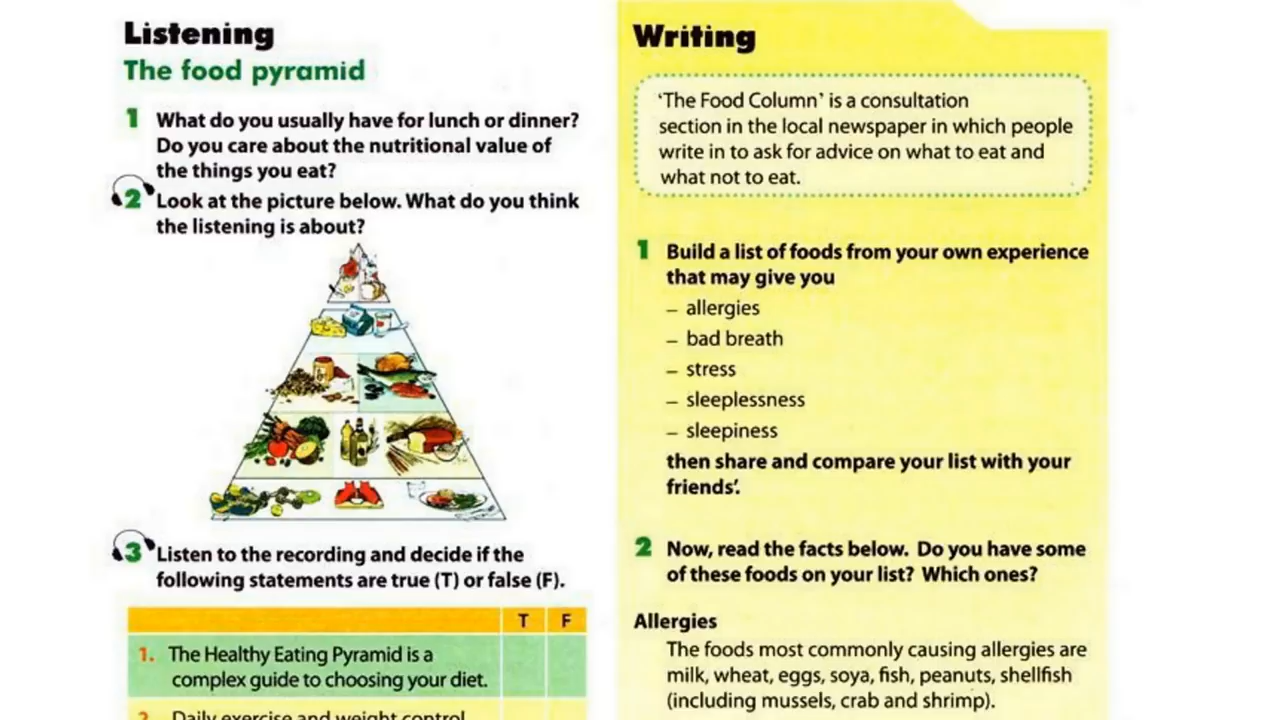 Listening
The food pyramid
1 What do you usually have for lunch or dinner?
Do you care about the nutritional value of
the things you eat?
2 Look at the picture below. What do you think
the listening is about?
3 Listen to the recording and decide if the
following statements are true (T) or false (F).
T F
1. The Healthy Eating Pyramid is a
complex guide to choosing your diet.
2. Daily exercise and weight control
Writing
'The Food Column' is a consultation
section in the local newspaper in which people
write in to ask for advice on what to eat and
what not to eat.
1 Build a list of foods from your own experience
that may give you
– allergies
– bad breath
– stress
– sleeplessness
– sleepiness
then share and compare your list with your
friends'.
2 Now, read the facts below. Do you have some
of these foods on your list? Which ones?
Allergies
The foods most commonly causing allergies are
milk, wheat, eggs, soya, fish, peanuts, shellfish
(including mussels, crab and shrimp).